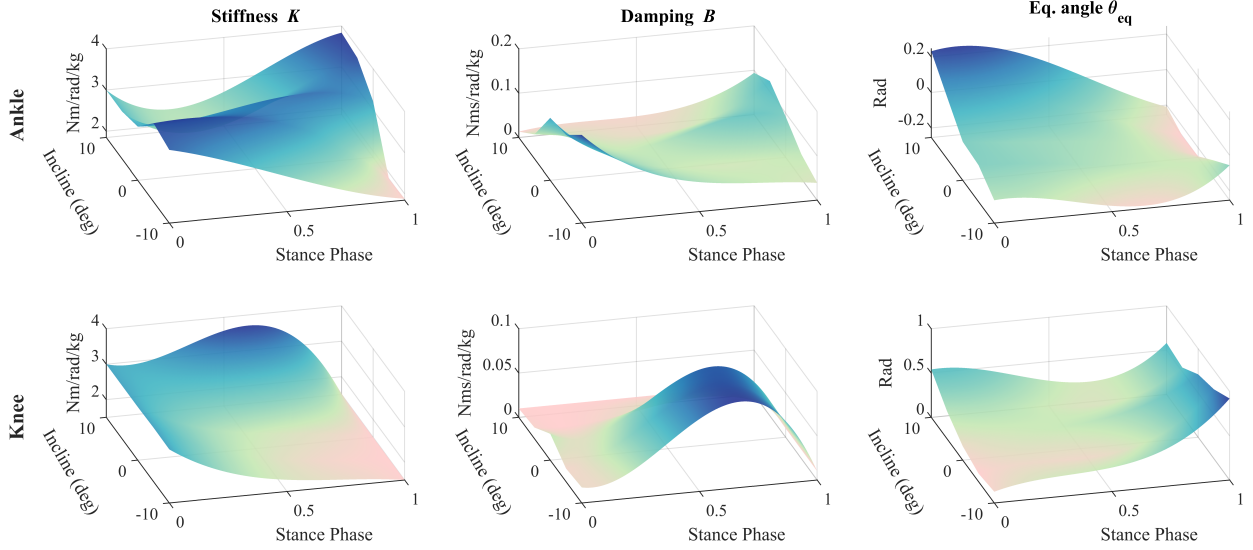 Stiffness K
Damping B
Eq. angle θeq
Ankle
Nm/rad/kg
4
3
2
10
0
-10
Incline (deg)
0
0.5
1
Stance Phase
Nms/rad/kg
0.2
0.1
0
10
0
-10
Incline (deg)
0
0.5
1
Stance Phase
Rad
0.2
0
-0.2
10
0
-10
Incline (deg)
0
0.5
1
Stance Phase
Knee
Nm/rad/kg
4
3
2
10
0
-10
Incline (deg)
0
0.5
1
Stance Phase
Nms/rad/kg
0.1
0.05
0
10
0
-10
Incline (deg)
0
0.5
1
Stance Phase
Rad
1
0.5
0
10
0
-10
Incline (deg)
0
0.5
1
Stance Phase